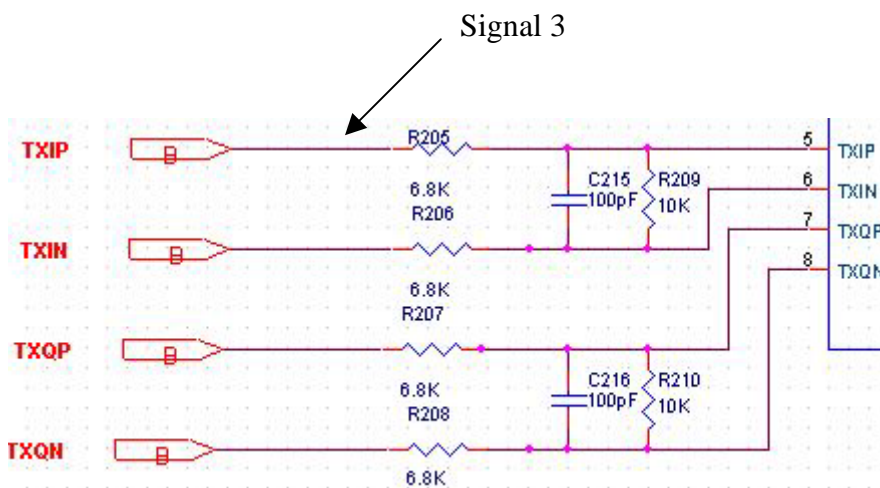 Signal 3
TXIP
R205
5
TXIP
6.8K
C215
R209
6
TXIN
R206
100pF
10K
7
TXQP
TXIN
8
TXQN
6.8K
R207
TXQP
6.8K
C216
R210
R208
100pF
10K
TXQN
6.8K